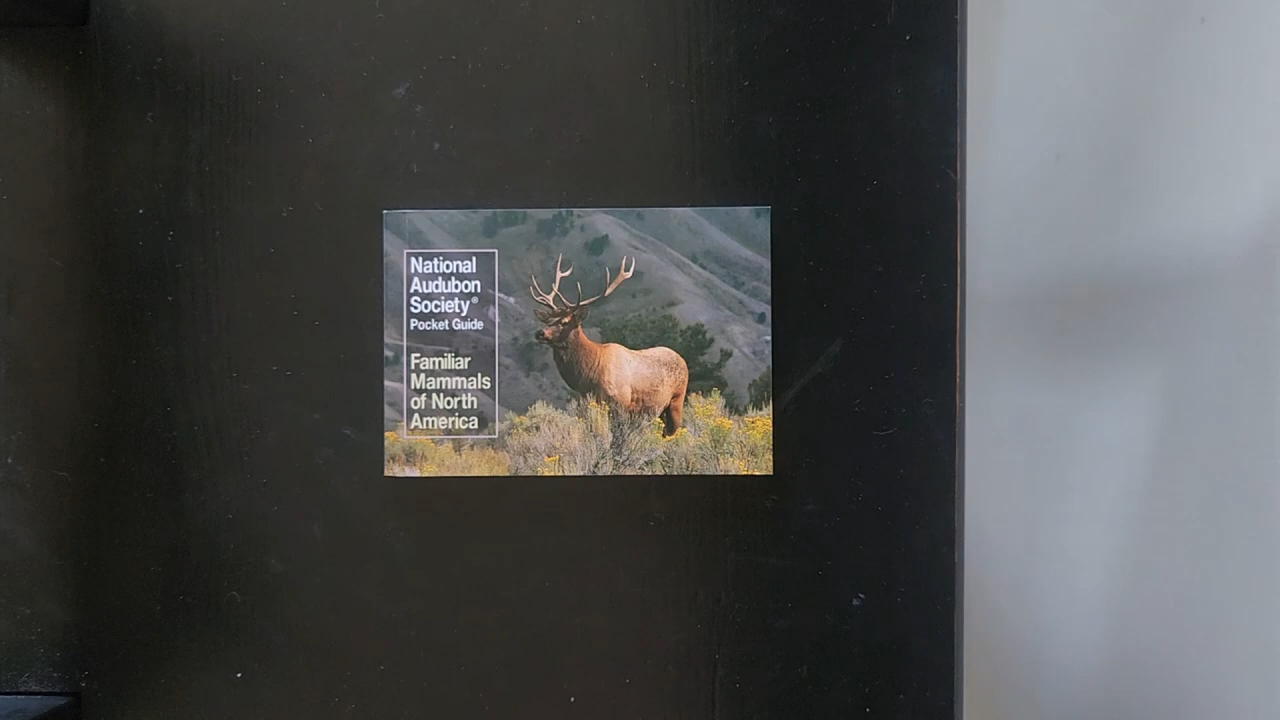 National
Audubon
Society®
Pocket Guide
Familiar
Mammals
of North
America